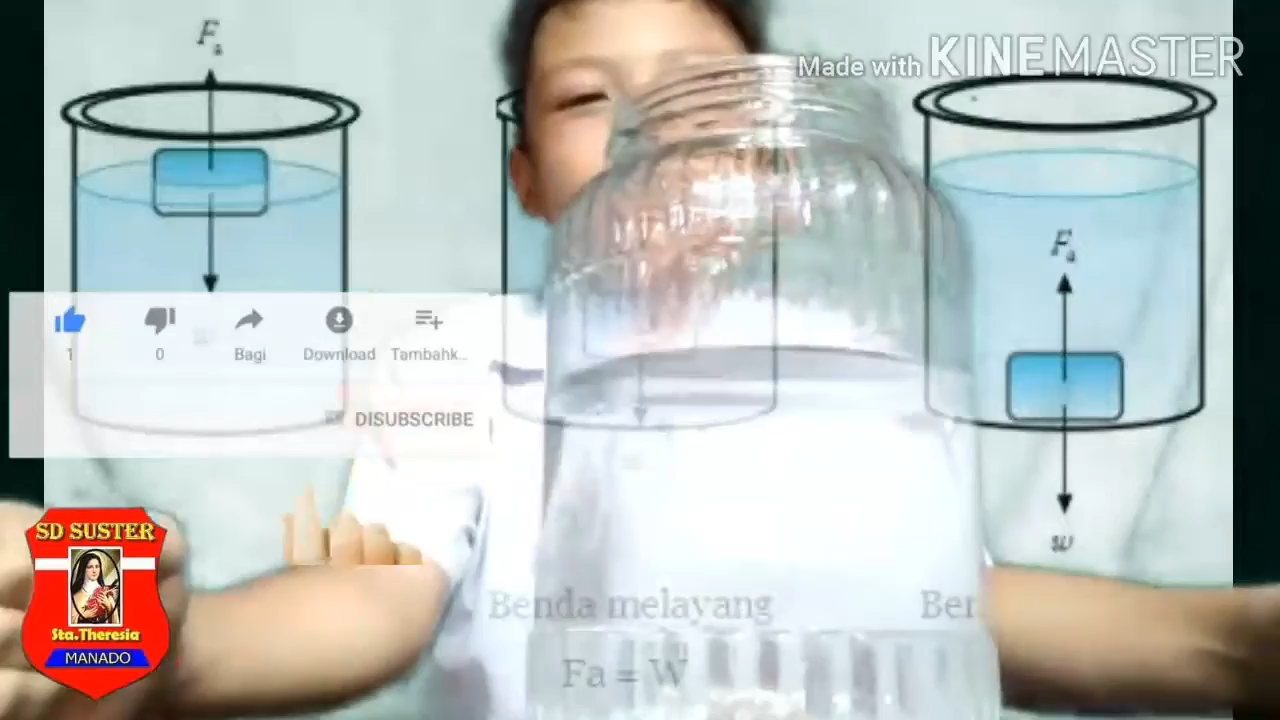 Made with KINEMASTER
Fa
Fa
1
0
Bagi
Download
Tambahk...
DISUBSCRIBE
w
SD SUSTER
Sta.Theresia
MANADO
Benda melayang
Fa = W